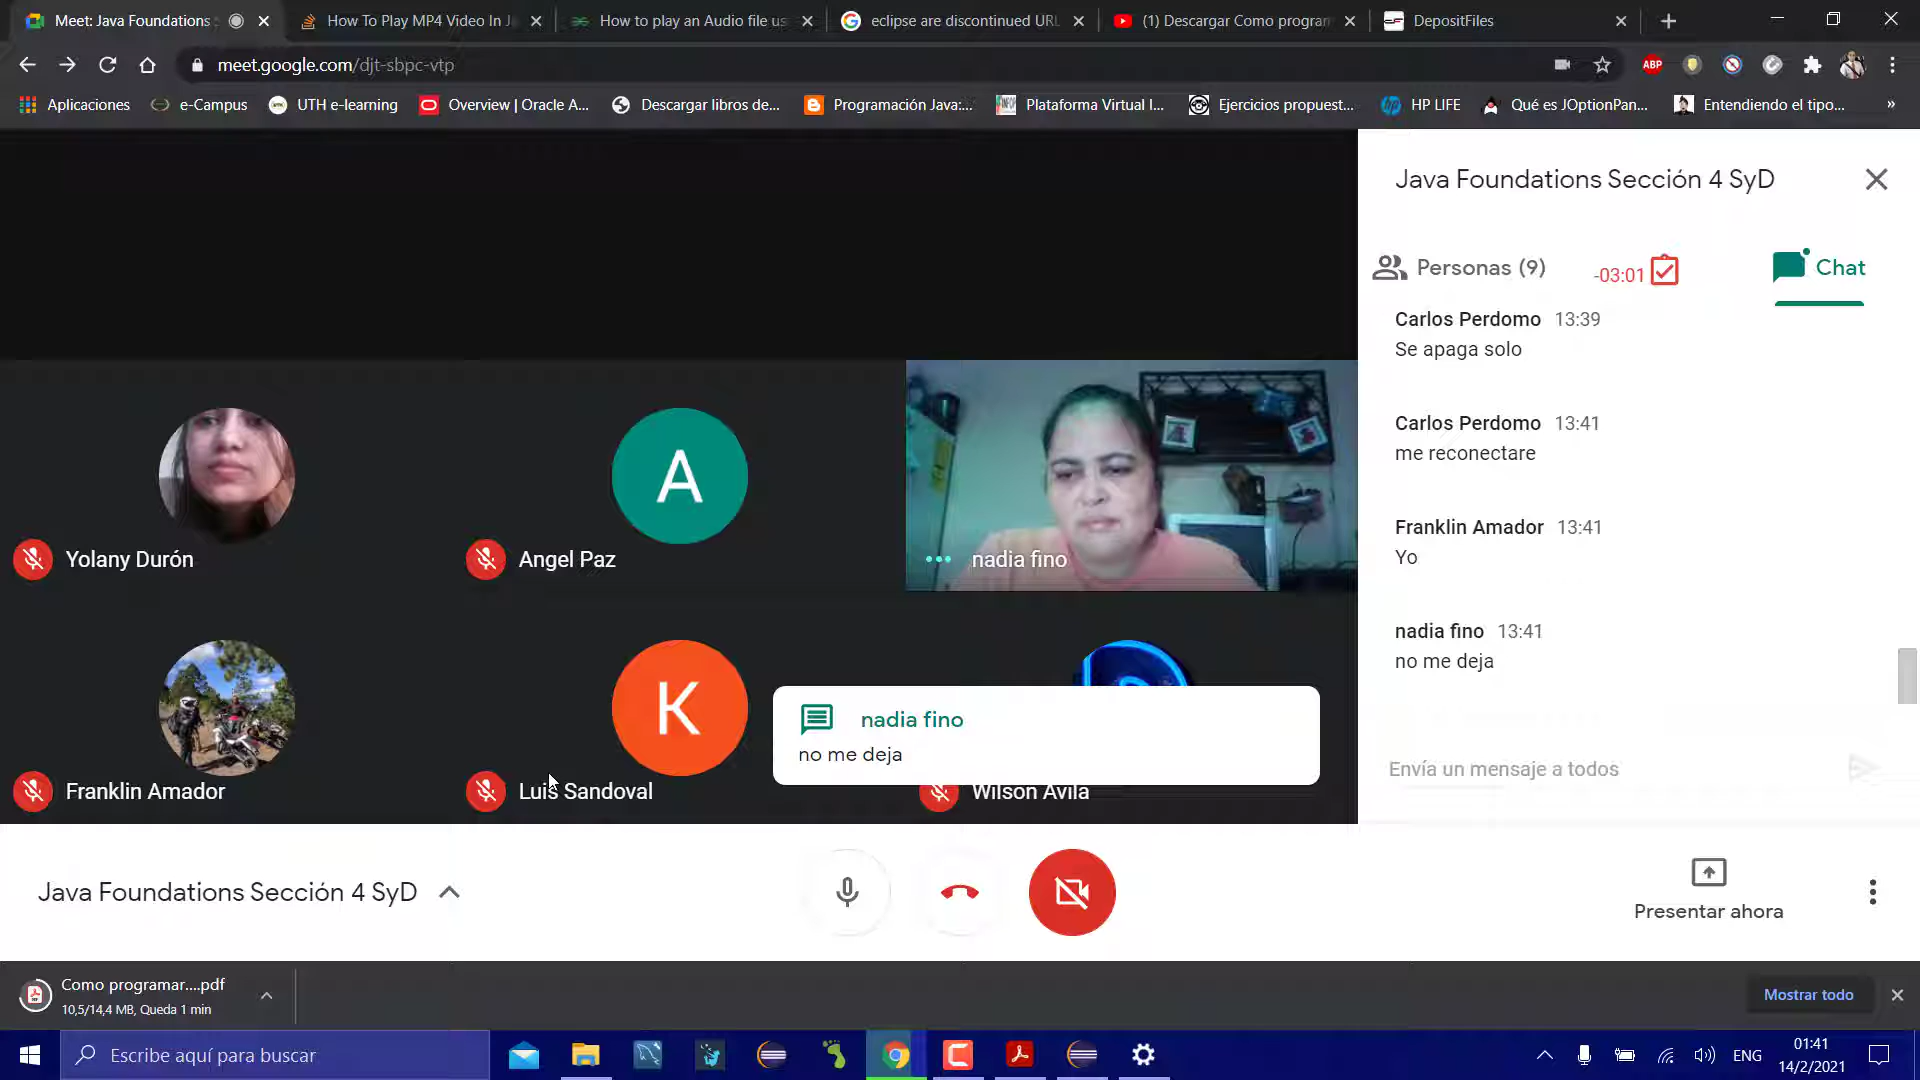 Meet: Java Foundations
How To Play MP4 Video In J
How to play an Audio file us
eclipse are discontinued URL
(1) Descargar Como program
DepositFiles
meet.google.com/djt-sbpc-vtp
ABP
Aplicaciones
e-Campus
UTH e-learning
Overview | Oracle A...
Descargar libros de...
Programación Java:...
Plataforma Virtual I...
Ejercicios propuest...
HP LIFE
Qué es JOptionPan...
Entendiendo el tipo...
»
Java Foundations Sección 4 SyD
Personas (9)
-03:01
Chat
Carlos Perdomo 13:39
Se apaga solo
Carlos Perdomo 13:41
me reconectare
Franklin Amador 13:41
Yo
nadia fino 13:41
no me deja
Envía un mensaje a todos
Yolany Durón
A
Angel Paz
nadia fino
Franklin Amador
K
Luis Sandoval
Wilson Avila
nadia fino
no me deja
Java Foundations Sección 4 SyD
Presentar ahora
Como programar....pdf
10,5/14,4 MB, Queda 1 min
Mostrar todo
Escribe aquí para buscar
ENG
01:41
14/2/2021